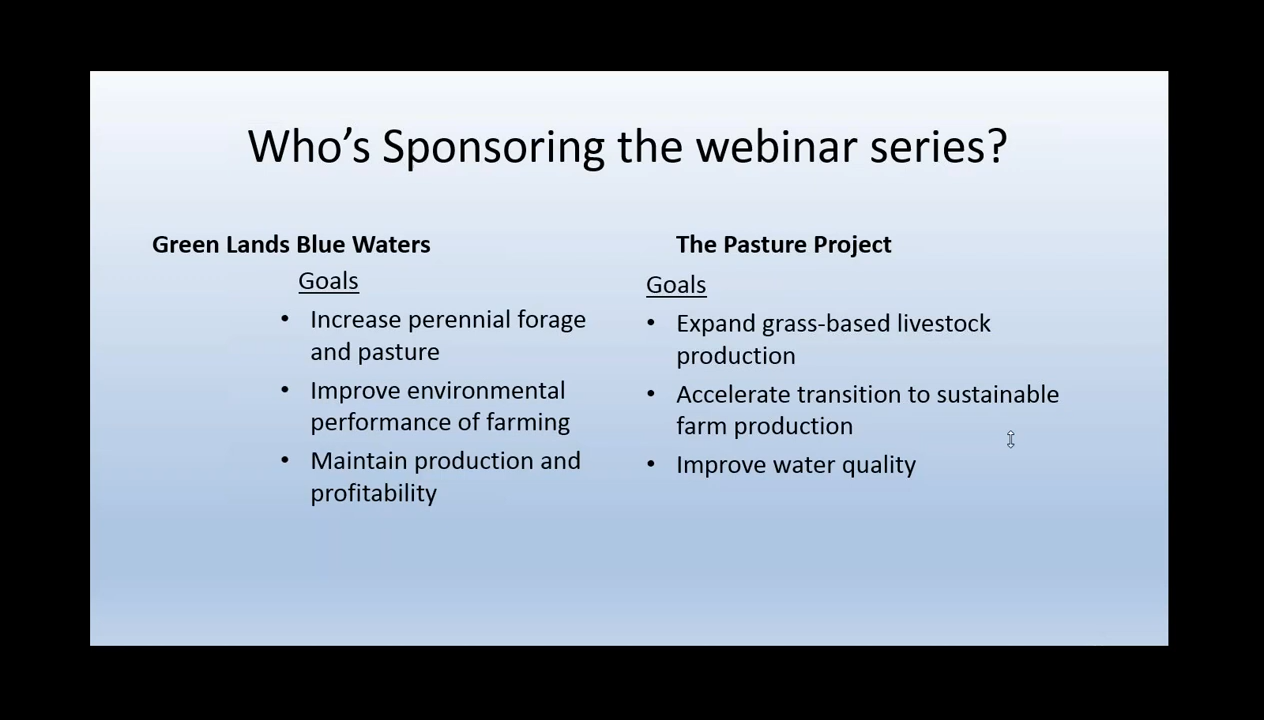 Who’s Sponsoring the webinar series?
Green Lands Blue Waters
Goals
• Increase perennial forage
and pasture
• Improve environmental
performance of farming
• Maintain production and
profitability
The Pasture Project
Goals
• Expand grass-based livestock
production
• Accelerate transition to sustainable
farm production
• Improve water quality